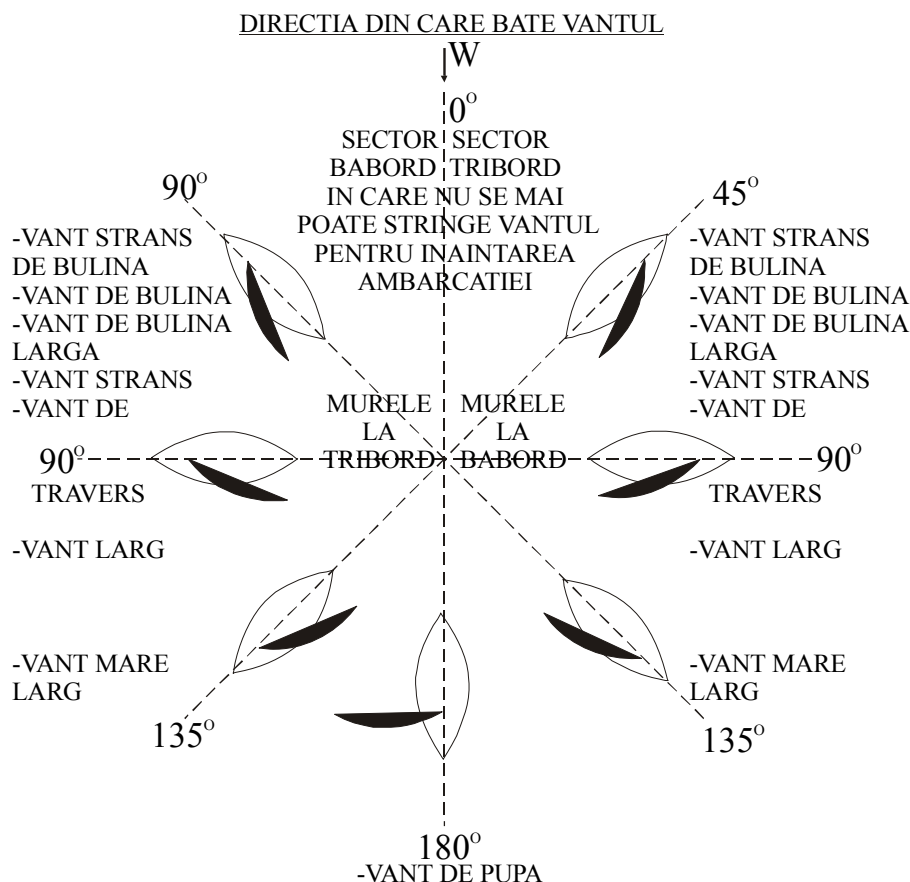 DIRECTIA DIN CARE BATE VANTUL
W
0°
SECTOR SECTOR
BABORD TRIBORD
IN CARE NU SE MAI
POATE STRINGE VANTUL
PENTRU INAINTAREA
AMBARCATIEI
90°
-VANT STRANS
DE BULINA
-VANT DE BULINA
-VANT DE BULINA
LARGA
-VANT STRANS
-VANT DE
45°
-VANT STRANS
DE BULINA
-VANT DE BULINA
-VANT DE BULINA
LARGA
-VANT STRANS
-VANT DE
MURELE
LA
TRIBORD
MURELE
LA
BABORD
90°
TRAVERS
90°
TRAVERS
-VANT LARG
-VANT LARG
-VANT MARE
LARG
-VANT MARE
LARG
135°
135°
180°
-VANT DE PUPA